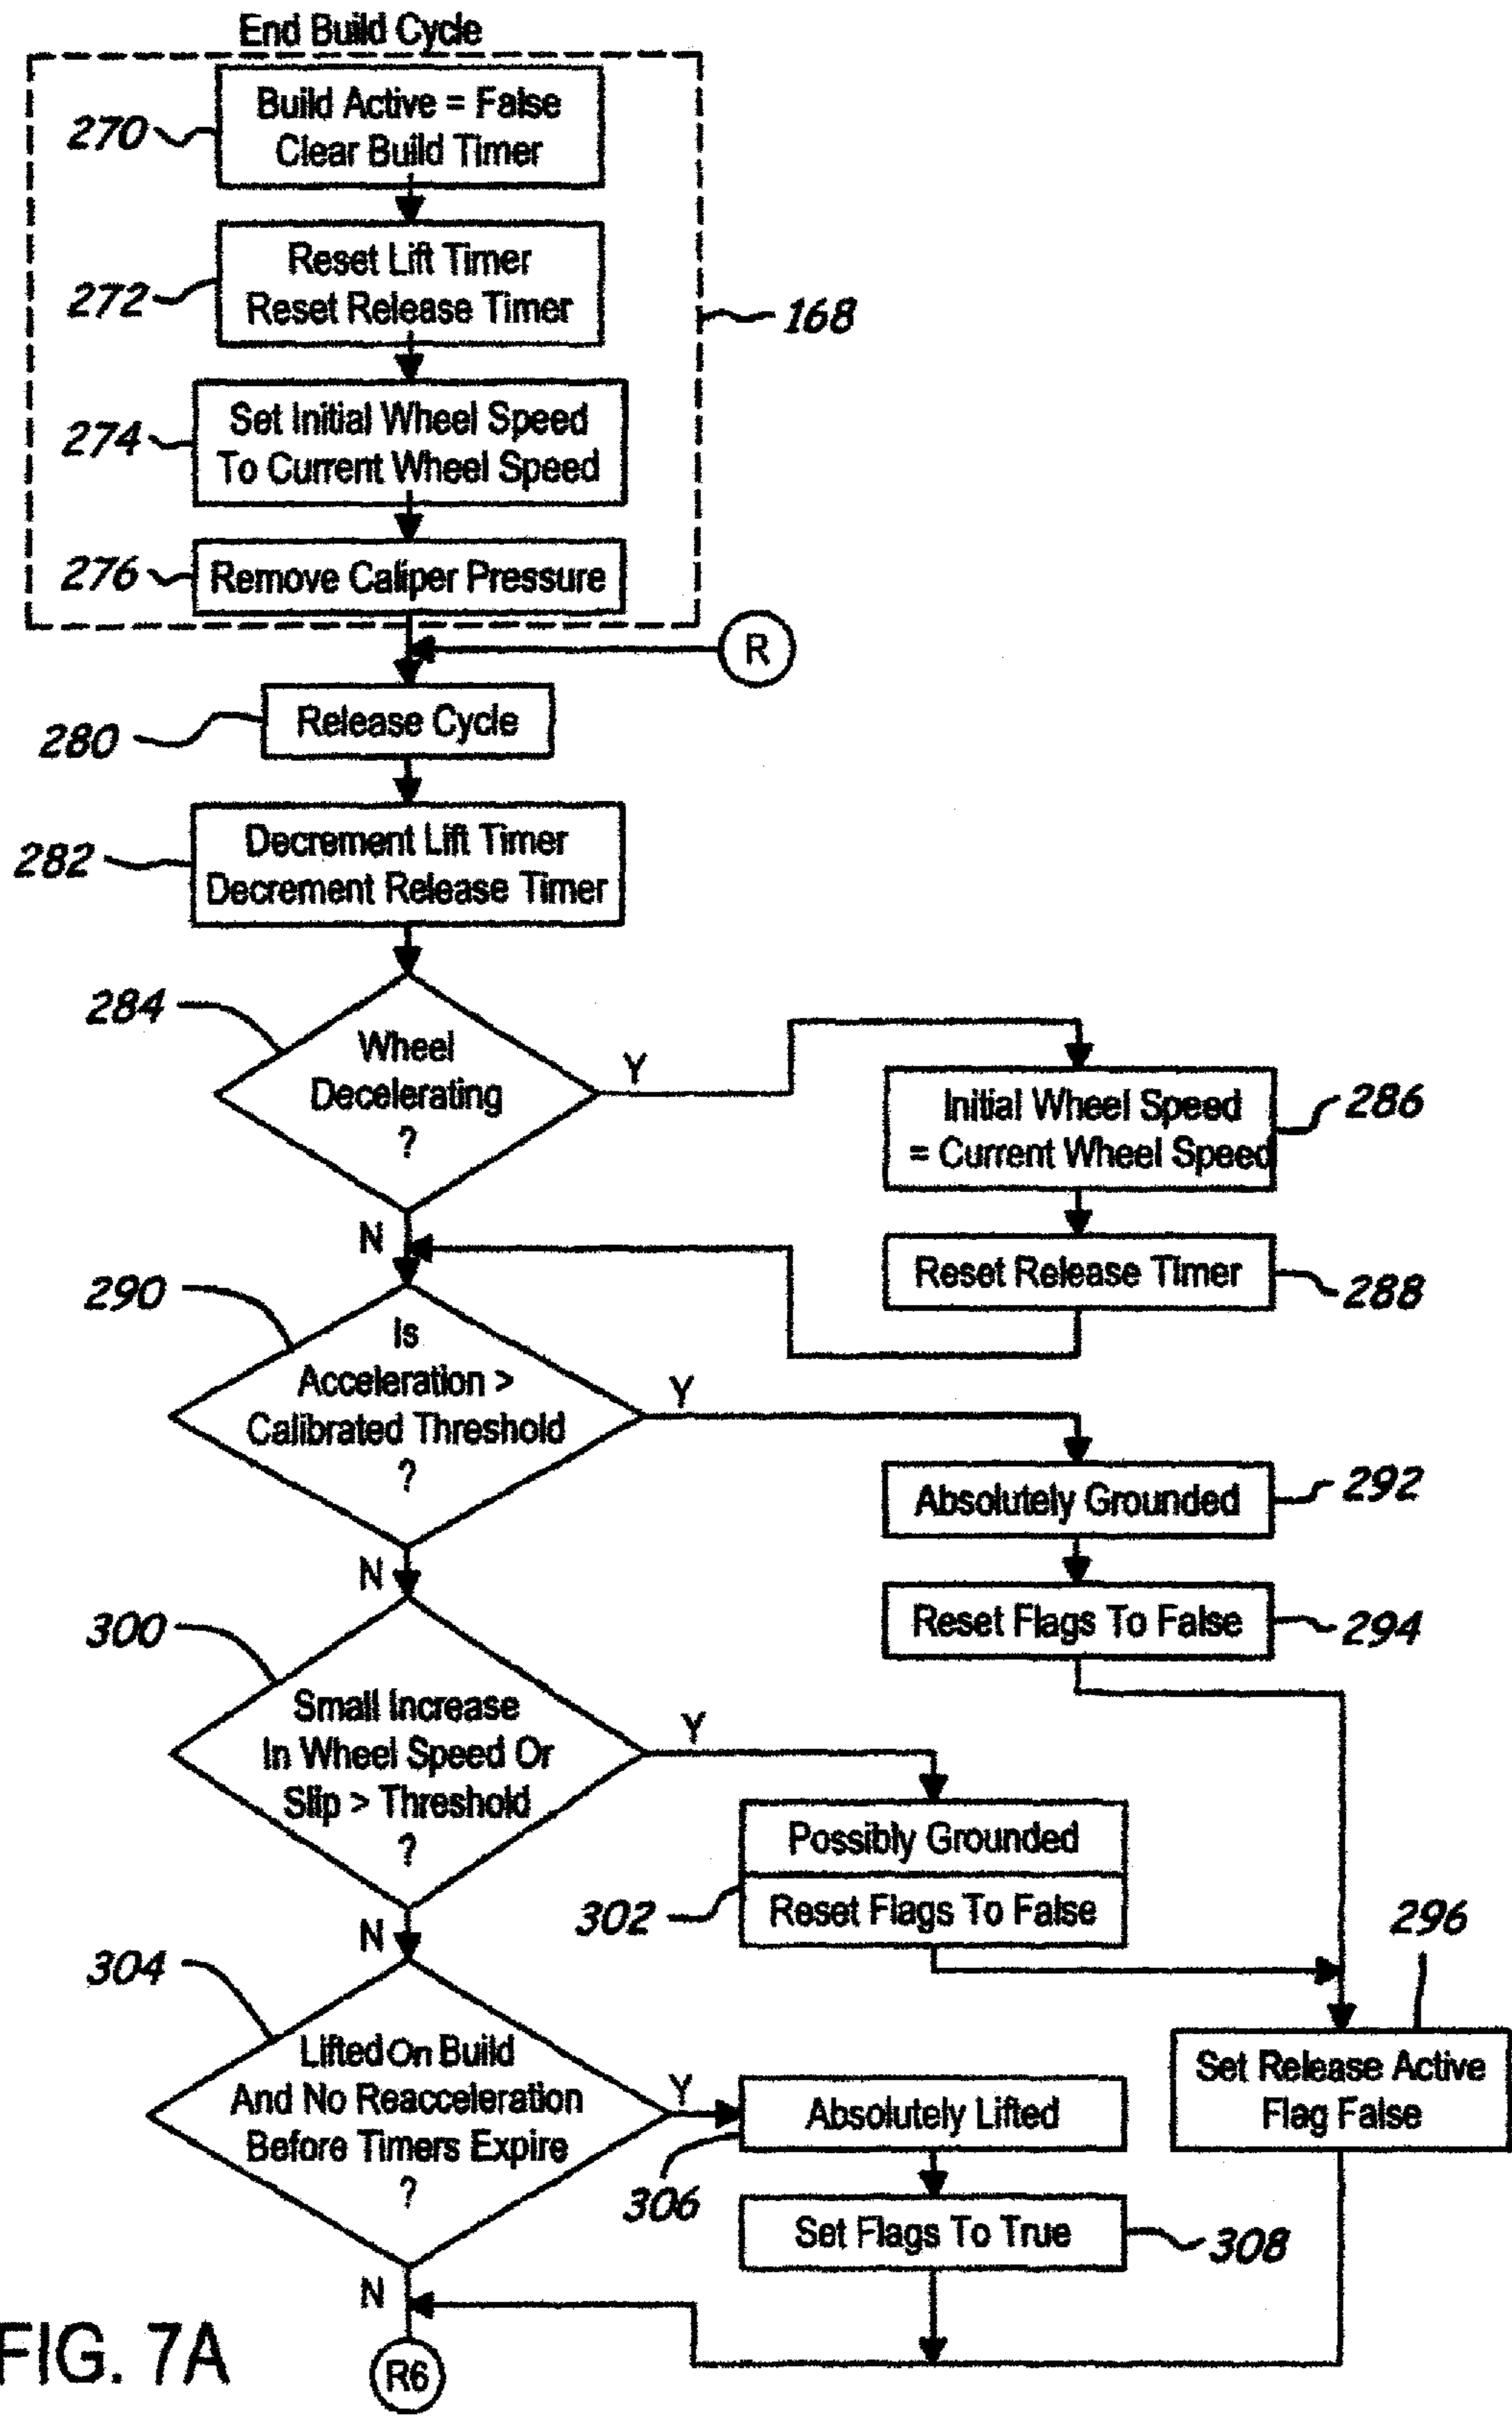 End Build Cycle
270
Build Active = False
Clear Build Timer
272
Reset Lift Timer
Reset Release Timer
168
274
Set Initial Wheel Speed
To Current Wheel Speed
276
Remove Caliper Pressure
R
280
Release Cycle
282
Decrement Lift Timer
Decrement Release Timer
284
Wheel
Decelerating
?
Y
N
Initial Wheel Speed
= Current Wheel Speed
286
Reset Release Timer
288
290
Is
Acceleration >
Calibrated Threshold
?
Y
N
Absolutely Grounded
292
Reset Flags To False
294
300
Small Increase
In Wheel Speed Or
Slip > Threshold
?
Y
N
Possibly Grounded
302
Reset Flags To False
296
Set Release Active
Flag False
304
Lifted On Build
And No Reacceleration
Before Timers Expire
?
Y
N
Absolutely Lifted
306
Set Flags To True
308
R6
FIG. 7A